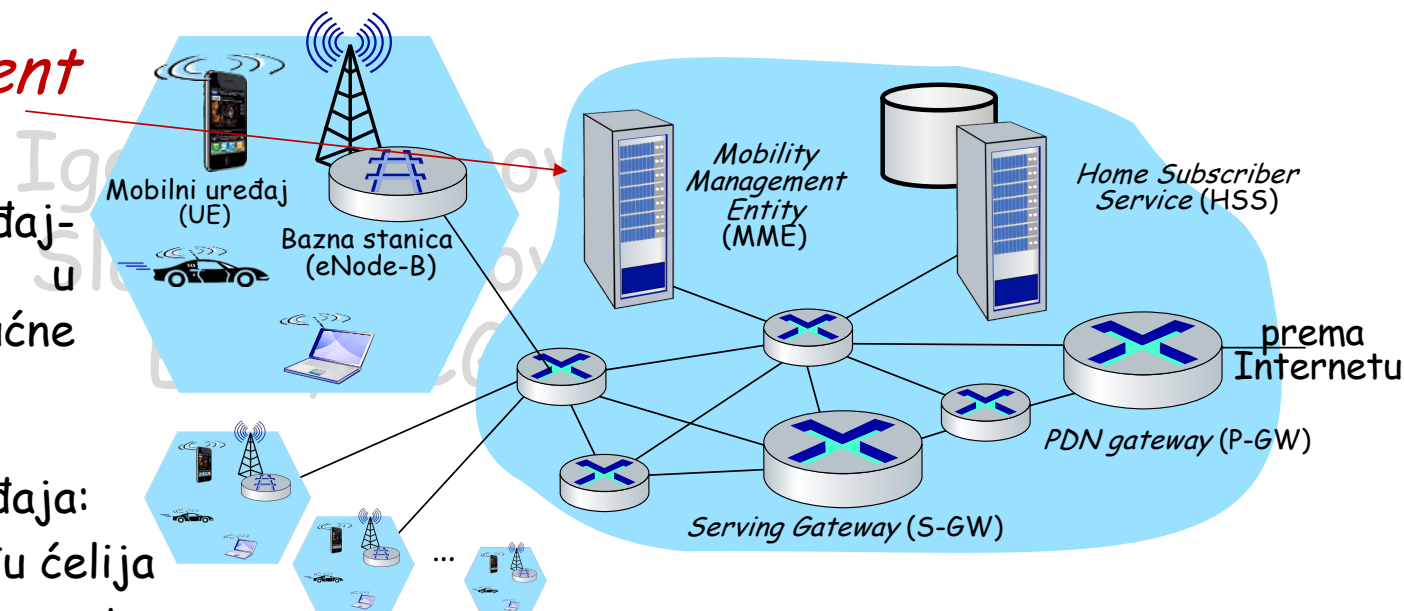 ent
đaj-
u
ćne
đaja:
u ćelija
Mobilni uređaj
(UE)
Bazna stanica
(eNode-B)
Mobility
Management
Entity
(MME)
Home Subscriber
Service (HSS)
prema
Internetu
PDN gateway (P-GW)
Serving Gateway (S-GW)
...